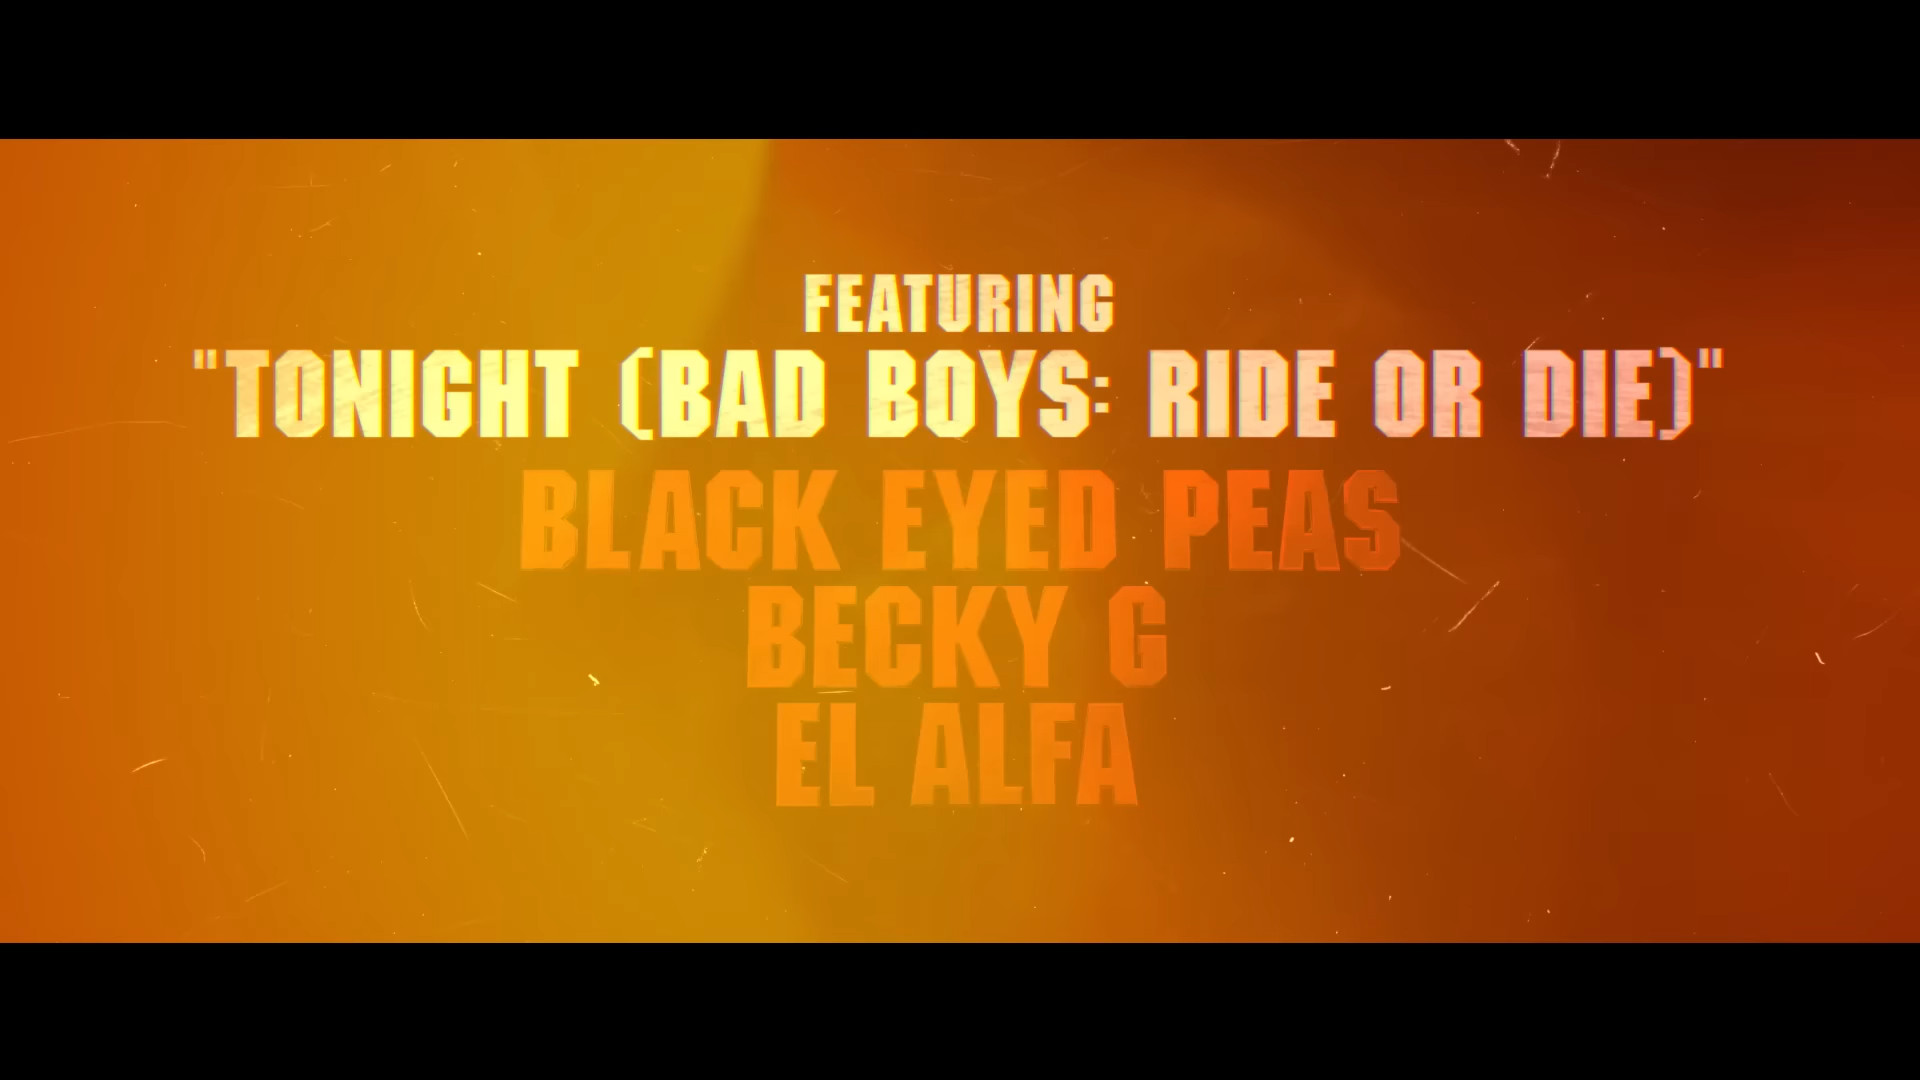 FEATURING
"TONIGHT (BAD BOYS: RIDE OR DIE)"
BLACK EYED PEAS
BECKY G
EL ALFA